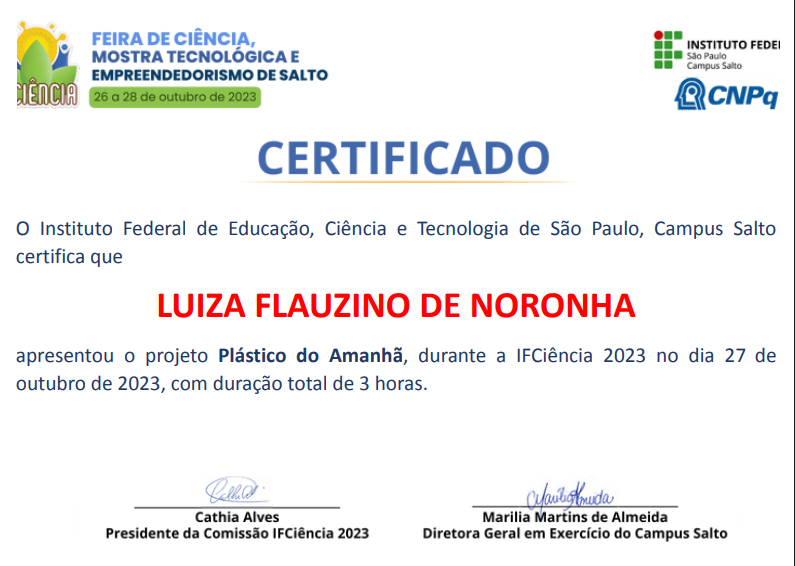 FEIRA DE CIÊNCIA,
MOSTRA TECNOLÓGICA E
EMPREENDEDORISMO DE SALTO
26 a 28 de outubro de 2023
CIÊNCIA
INSTITUTO FEDE
São Paulo
Campus Salto
CNPq
CERTIFICADO
O Instituto Federal de Educação, Ciência e Tecnologia de São Paulo, Campus Salto
certifica que
LUIZA FLAUZINO DE NORONHA
apresentou o projeto Plástico do Amanhã, durante a IFCiência 2023 no dia 27 de
outubro de 2023, com duração total de 3 horas.
Cathia Alves
Presidente da Comissão IFCiência 2023
Marilia Martins de Almeida
Diretora Geral em Exercício do Campus Salto